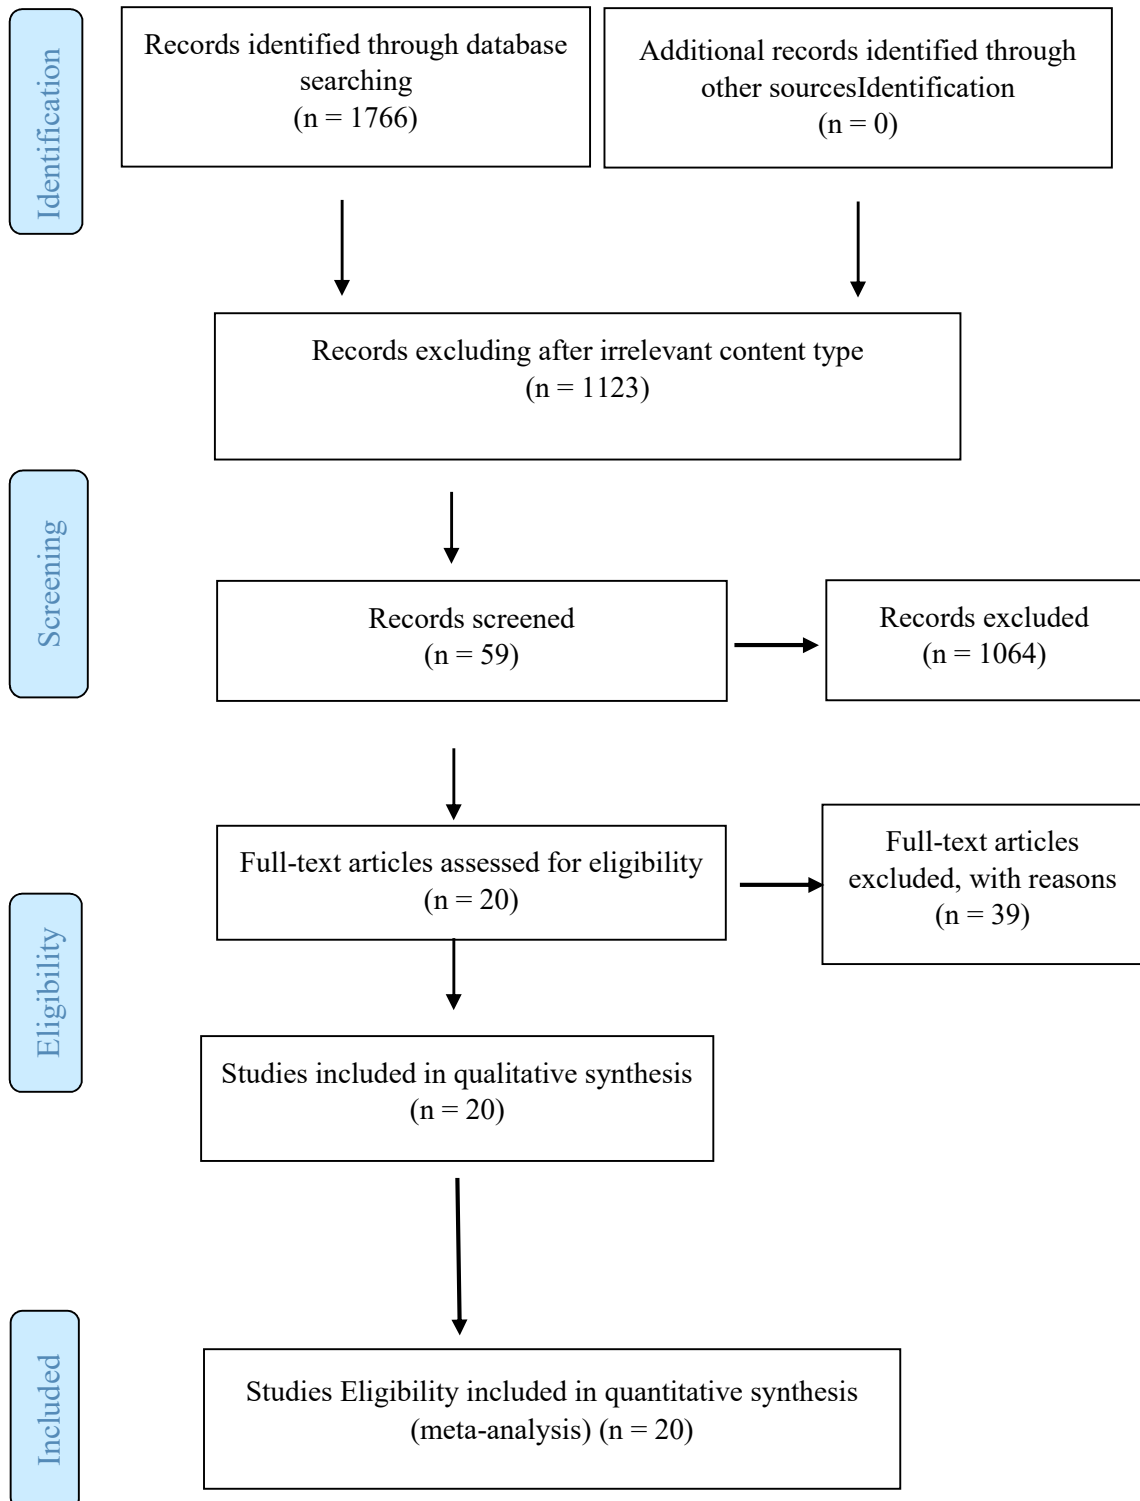 Identification
Records identified through database
searching
(n = 1766)
Additional records identified through
other sourcesIdentification
(n = 0)
Records excluding after irrelevant content type
(n = 1123)
Screening
Records screened
(n = 59)
Records excluded
(n = 1064)
Eligibility
Full-text articles assessed for eligibility
(n = 20)
Full-text articles
excluded, with reasons
(n = 39)
Studies included in qualitative synthesis
(n = 20)
Included
Studies Eligibility included in quantitative synthesis
(meta-analysis) (n = 20)